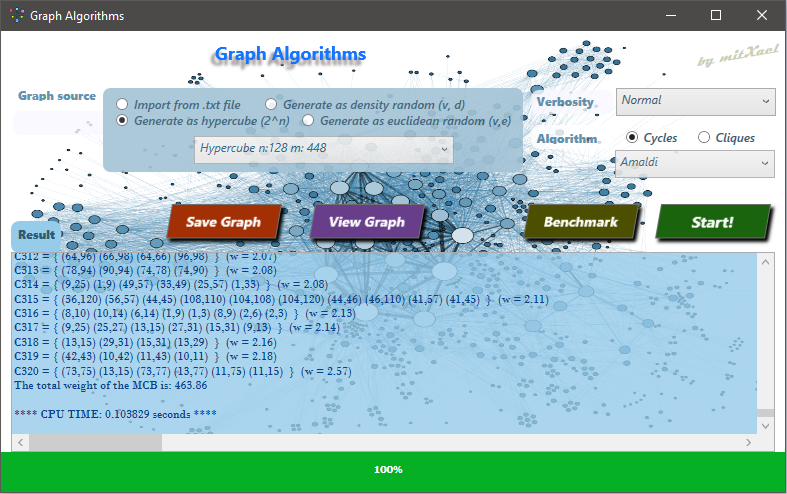 Graph Algorithms
Graph Algorithms
by mitXael
Graph source
Import from .txt file
Generate as density random (v, d)
Generate as hypercube (2^n)
Generate as euclidean random (v,e)
Hypercube n:128 m: 448
Verbosity
Normal
Algorithm
Cycles
Cliques
Amaldi
Save Graph
View Graph
Benchmark
Start!
Result
C312 = { (64,96) (66,98) (64,66) (96,98) } (w = 2.07)
C313 = { (78,94) (90,94) (74,78) (74,90) } (w = 2.08)
C314 = { (9,25) (1,9) (49,57) (33,49) (25,57) (1,33) } (w = 2.08)
C315 = { (56,120) (56,57) (44,45) (108,110) (104,108) (104,120) (44,46) (46,110) (41,57) (41,45) } (w = 2.11)
C316 = { (8,10) (10,14) (6,14) (1,9) (1,3) (8,9) (2,6) (2,3) } (w = 2.13)
C317 = { (9,25) (25,27) (13,15) (27,31) (15,31) (9,13) } (w = 2.14)
C318 = { (13,15) (29,31) (15,31) (13,29) } (w = 2.16)
C319 = { (42,43) (10,42) (11,43) (10,11) } (w = 2.18)
C320 = { (73,75) (13,15) (73,77) (13,77) (11,75) (11,15) } (w = 2.57)
The total weight of the MCB is: 463.86
**** CPU TIME: 0.103829 seconds ****
100%